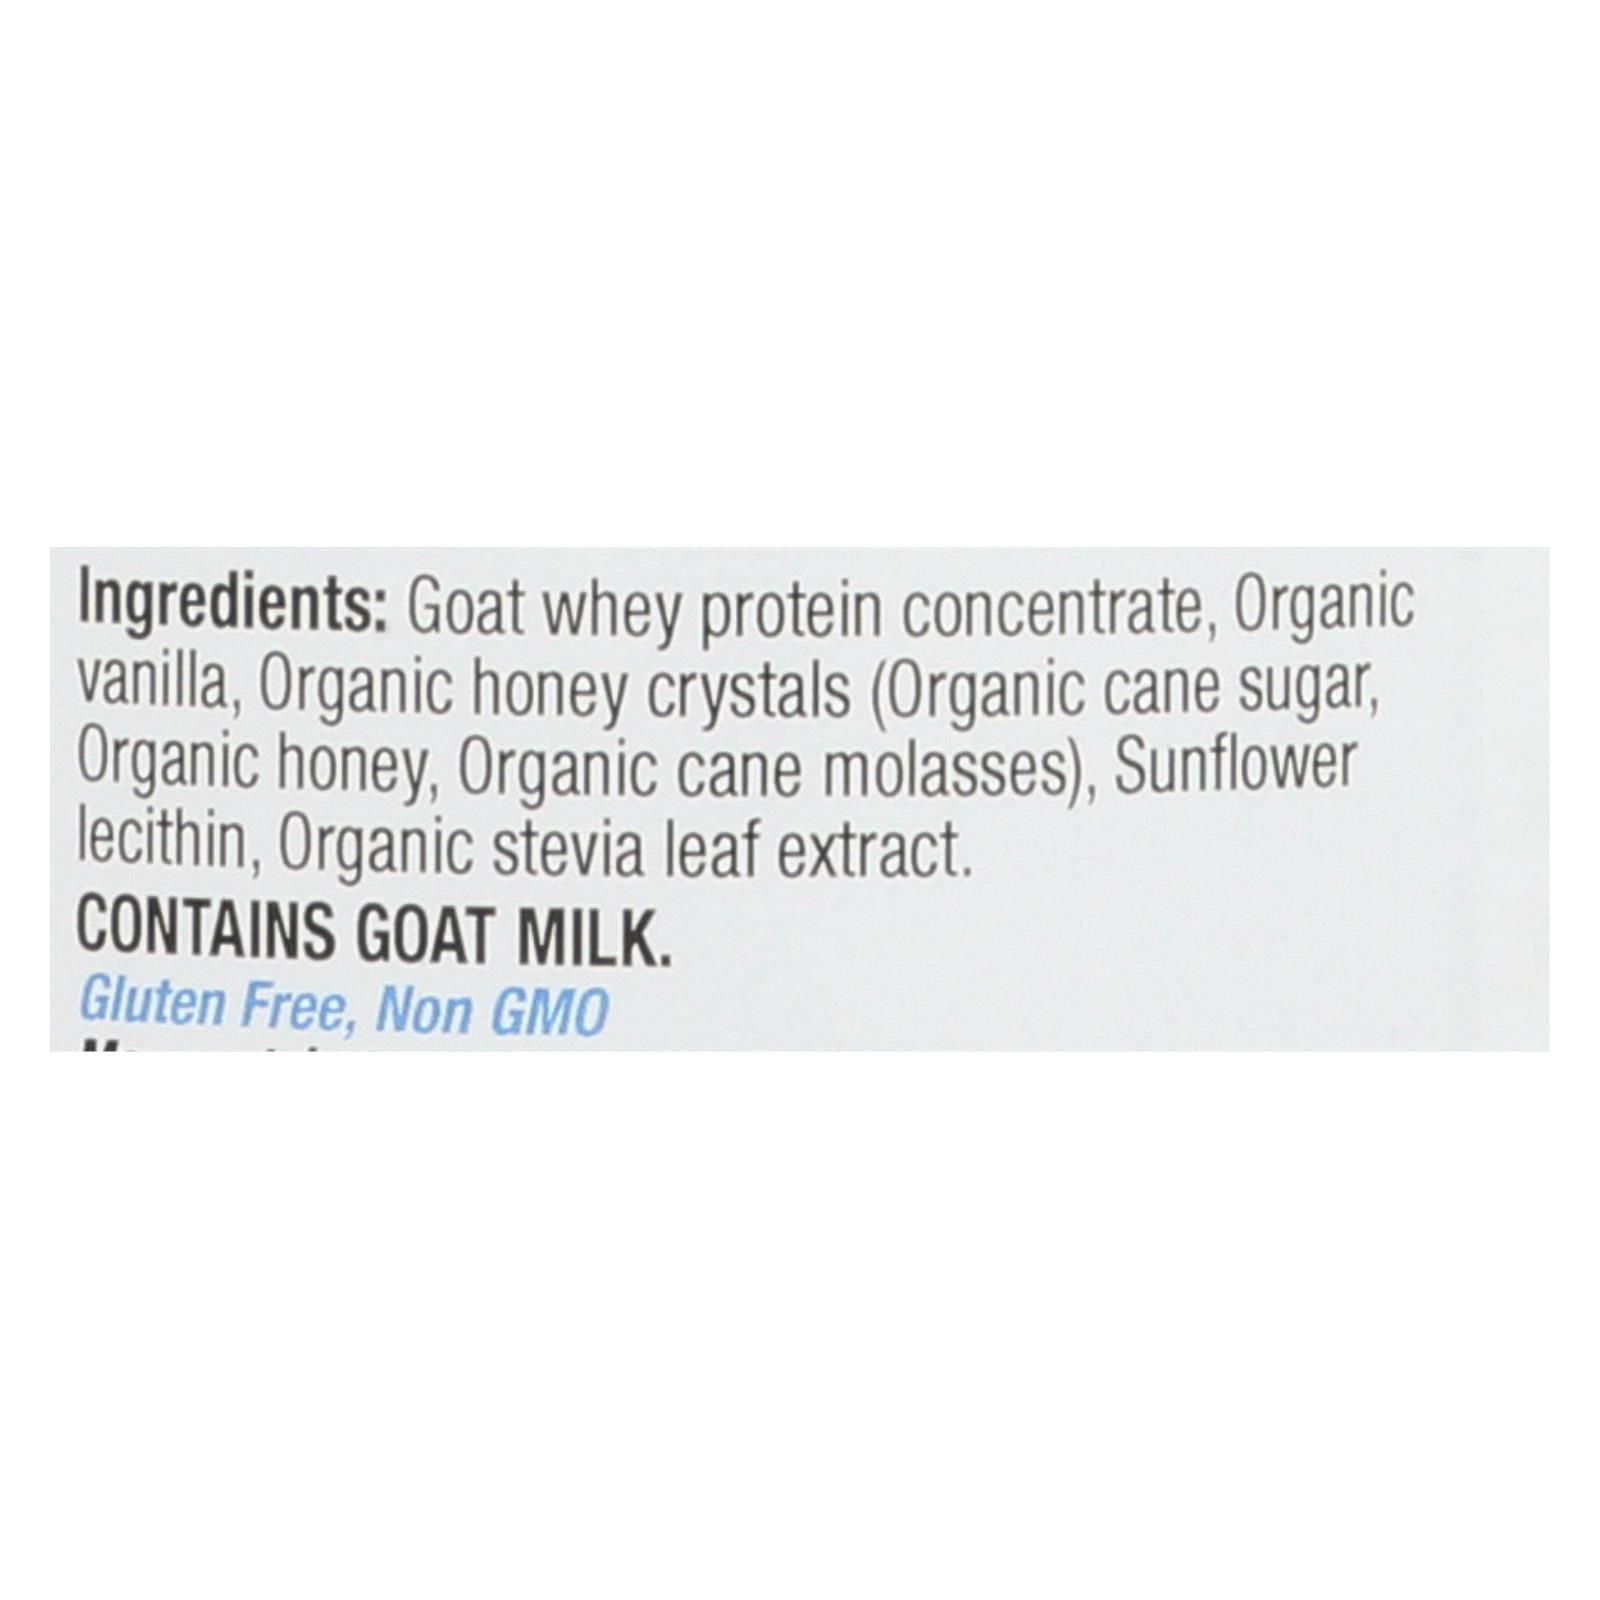 Ingredients: Goat whey protein concentrate, Organic
vanilla, Organic honey crystals (Organic cane sugar,
Organic honey, Organic cane molasses), Sunflower
lecithin, Organic stevia leaf extract.
CONTAINS GOAT MILK.
Gluten Free, Non GMO